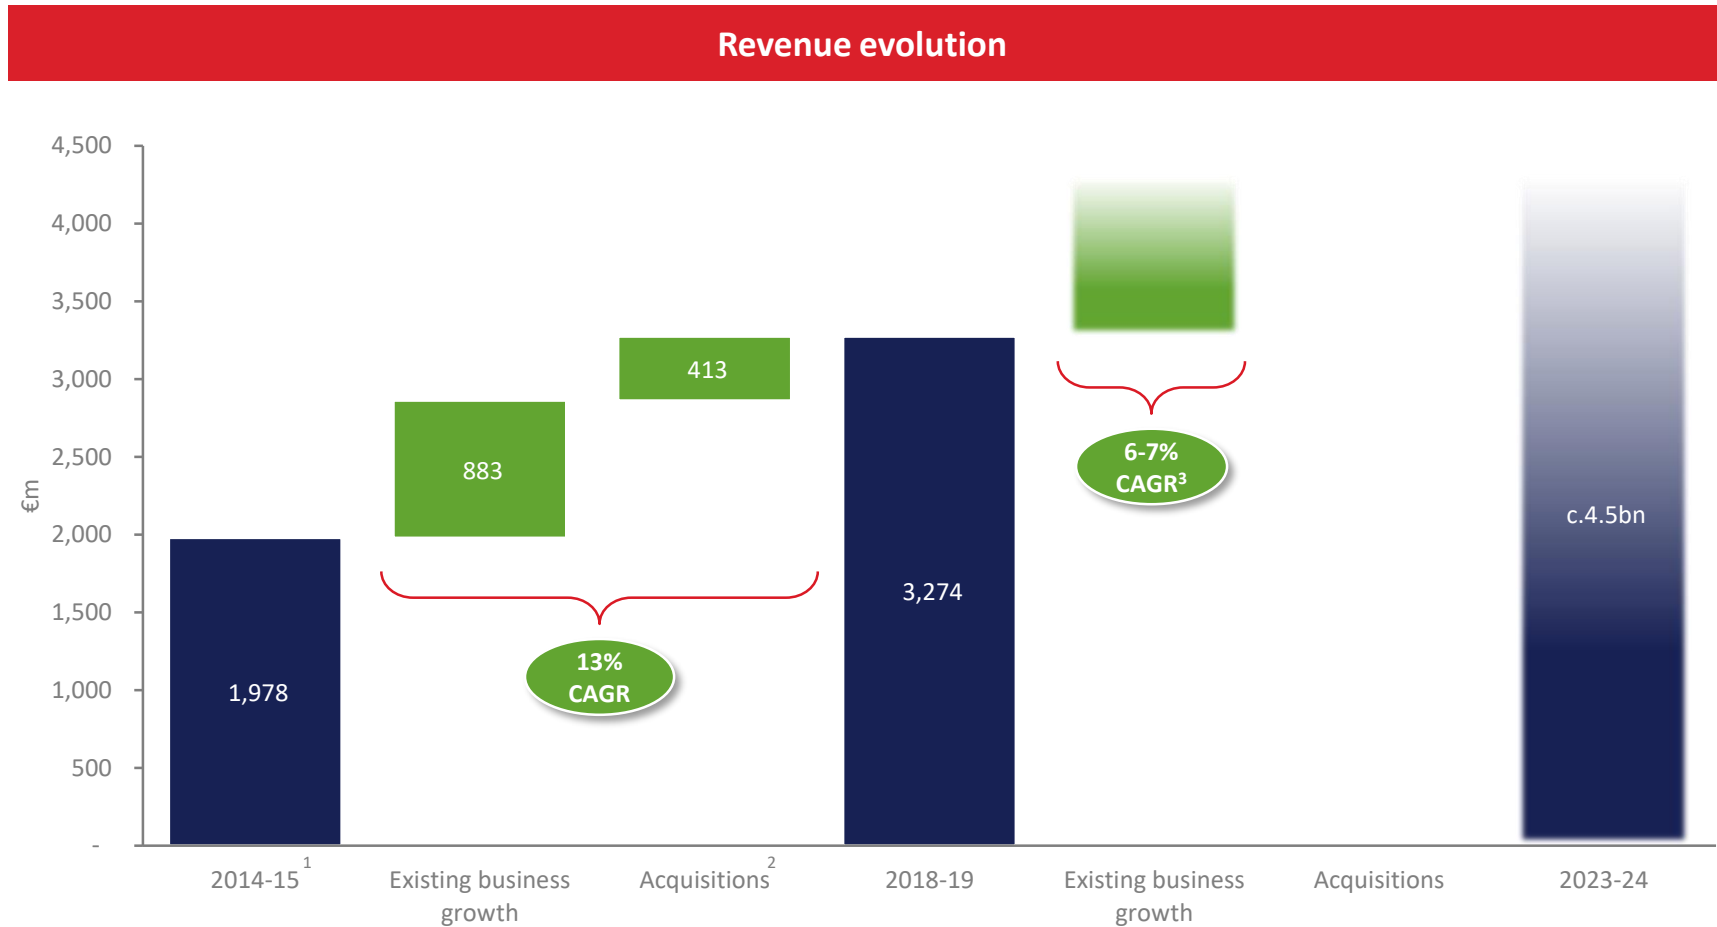 Revenue evolution
4,500
4,000
3,500
3,000
2,500
2,000
1,500
1,000
500
-
€m
1,978
883
413
3,274
c.4.5bn
13%
CAGR
6-7%
CAGR³
2014-15¹
Existing business
growth
Acquisitions²
2018-19
Existing business
growth
Acquisitions
2023-24